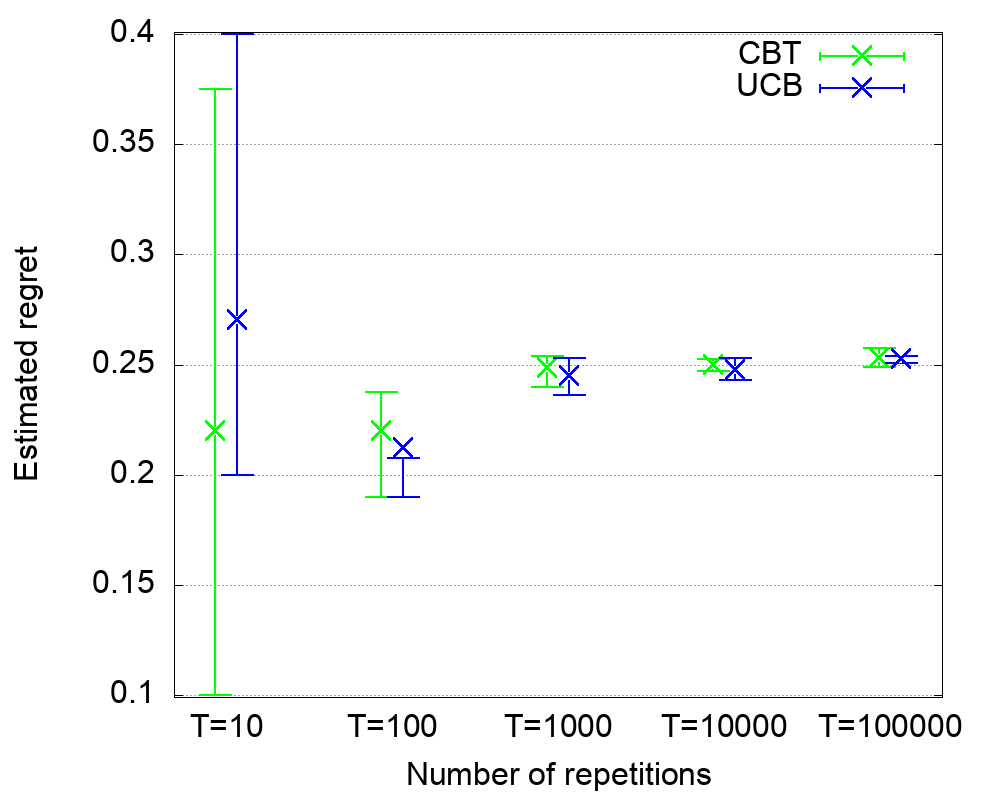 CBT
UCB
0.4
0.35
0.3
0.25
0.2
0.15
0.1
Estimated regret
T=10 T=100 T=1000 T=10000 T=100000
Number of repetitions